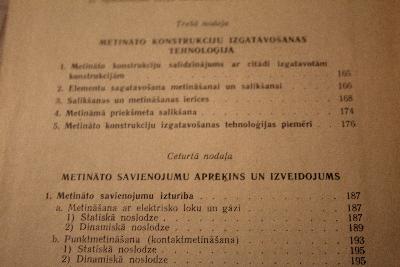 Trešā nodaļa
METINĀTO KONSTRUKCIJU IZGATAVOŠANAS
TEHNOLOĢIJA
1. Metināto konstrukciju salīdzinājums ar citādi izgatavotām
konstrukcijām 165
2. Elementu sagatavošana metināšanai un salikšanai 166
3. Salikšanas un metināšanas ierīces 168
4. Metināmā priekšmeta salikšana 174
5. Metināto konstrukciju izgatavošanas tehnoloģijas piemēri 176
Ceturtā nodaļa
METINĀTO SAVIENOJUMU APRĒĶINS UN IZVEIDOJUMS
1. Metināto savienojumu izturība 187
a. Metināšana ar elektrisko loku un gāzi 187
1) Statiskā noslodze 187
2) Dinamiskā noslodze 189
b. Punktmetināšana (kontaktmetināšana) 193
1) Statiskā noslodze 195
2) Dinamiskā noslodze 195